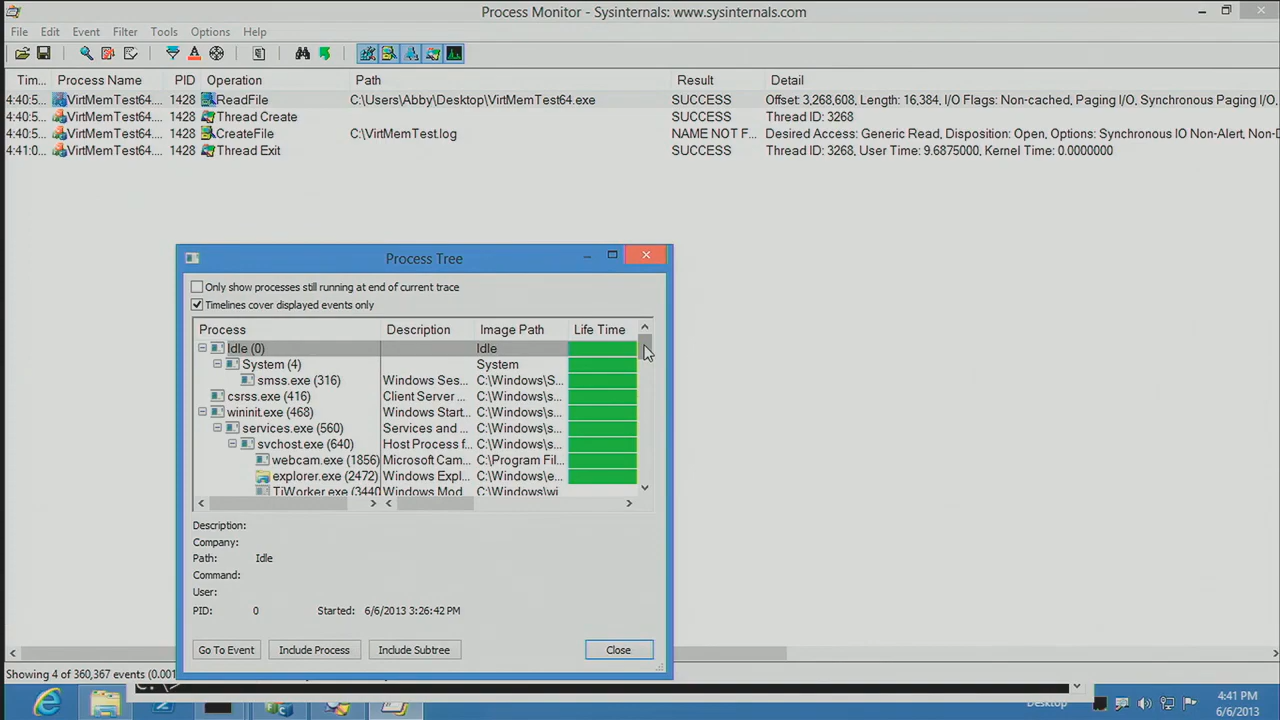 Process Monitor - Sysinternals: www.sysinternals.com
File Edit Event Filter Tools Options Help
Tim... Process Name PID Operation Path Result Detail
4:40:5... VirtMemTest64.... 1428 ReadFile C:\Users\Abby\Desktop\VirtMemTest64.exe SUCCESS Offset: 3,268,608, Length: 16,384, I/O Flags: Non-cached, Paging I/O, Synchronous Paging I/O,
4:40:5... VirtMemTest64.... 1428 Thread Create SUCCESS Thread ID: 3268
4:40:5... VirtMemTest64.... 1428 CreateFile C:\VirtMemTest.log NAME NOT F... Desired Access: Generic Read, Disposition: Open, Options: Synchronous IO Non-Alert, Non-D
4:41:0... VirtMemTest64.... 1428 Thread Exit SUCCESS Thread ID: 3268, User Time: 9.6875000, Kernel Time: 0.0000000
Process Tree
Only show processes still running at end of current trace
Timelines cover displayed events only
Process Description Image Path Life Time
Idle (0) Idle
System (4) System
smss.exe (316) Windows Ses... C:\Windows\S...
csrss.exe (416) Client Server ... C:\Windows\s...
wininit.exe (468) Windows Start... C:\Windows\s...
services.exe (560) Services and ... C:\Windows\s...
svchost.exe (640) Host Process f... C:\Windows\s...
webcam.exe (1856) Microsoft Cam... C:\Program Fil...
explorer.exe (2472) Windows Expl... C:\Windows\e...
TiWorker.exe (3440 Windows Mod C:\Windows\wi
Description:
Company:
Path: Idle
Command:
User:
PID: 0 Started: 6/6/2013 3:26:42 PM
Go To Event Include Process Include Subtree Close
Showing 4 of 360,367 events (0.001
C:\>
Desktop 4:41 PM
6/6/2013